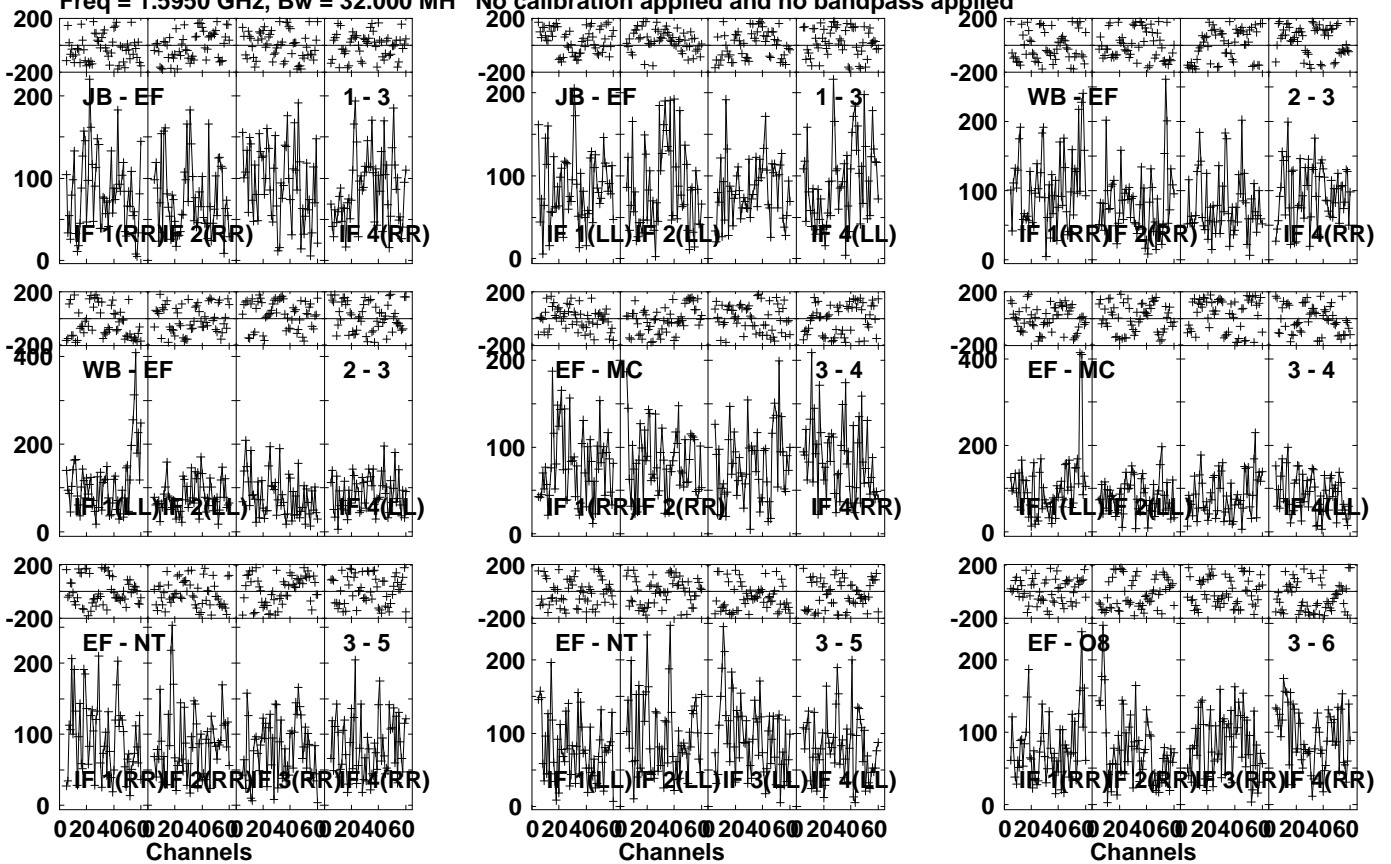 Freq = 1.5950 GHz, Bw = 32.000 MH   No calibration applied and no bandpass applied
200
-200
200
100
0
JB - EF
1 - 3
IF 1(RR) IF 2(RR) IF 4(RR)
200
-200
200
100
0
JB - EF
1 - 3
IF 1(LL) IF 2(LL) IF 4(LL)
200
-200
200
100
0
WB - EF
2 - 3
IF 1(RR) IF 2(RR) IF 4(RR)
200
-200
400
200
0
WB - EF
2 - 3
IF 1(LL) IF 2(LL) IF 4(LL)
200
-200
200
100
0
EF - MC
3 - 4
IF 1(RR) IF 2(RR) IF 4(RR)
200
-200
400
200
0
EF - MC
3 - 4
IF 1(LL) IF 2(LL) IF 4(LL)
200
-200
200
100
0
EF - NT
3 - 5
IF 1(RR) IF 2(RR) IF 3(RR) IF 4(RR)
0 20 40 60 0 20 40 60 0 20 40 60 0 20 40 60
Channels
200
-200
200
100
0
EF - NT
3 - 5
IF 1(LL) IF 2(LL) IF 3(LL) IF 4(LL)
0 20 40 60 0 20 40 60 0 20 40 60 0 20 40 60
Channels
200
-200
200
100
0
EF - O8
3 - 6
IF 1(RR) IF 2(RR) IF 3(RR) IF 4(RR)
0 20 40 60 0 20 40 60 0 20 40 60 0 20 40 60
Channels